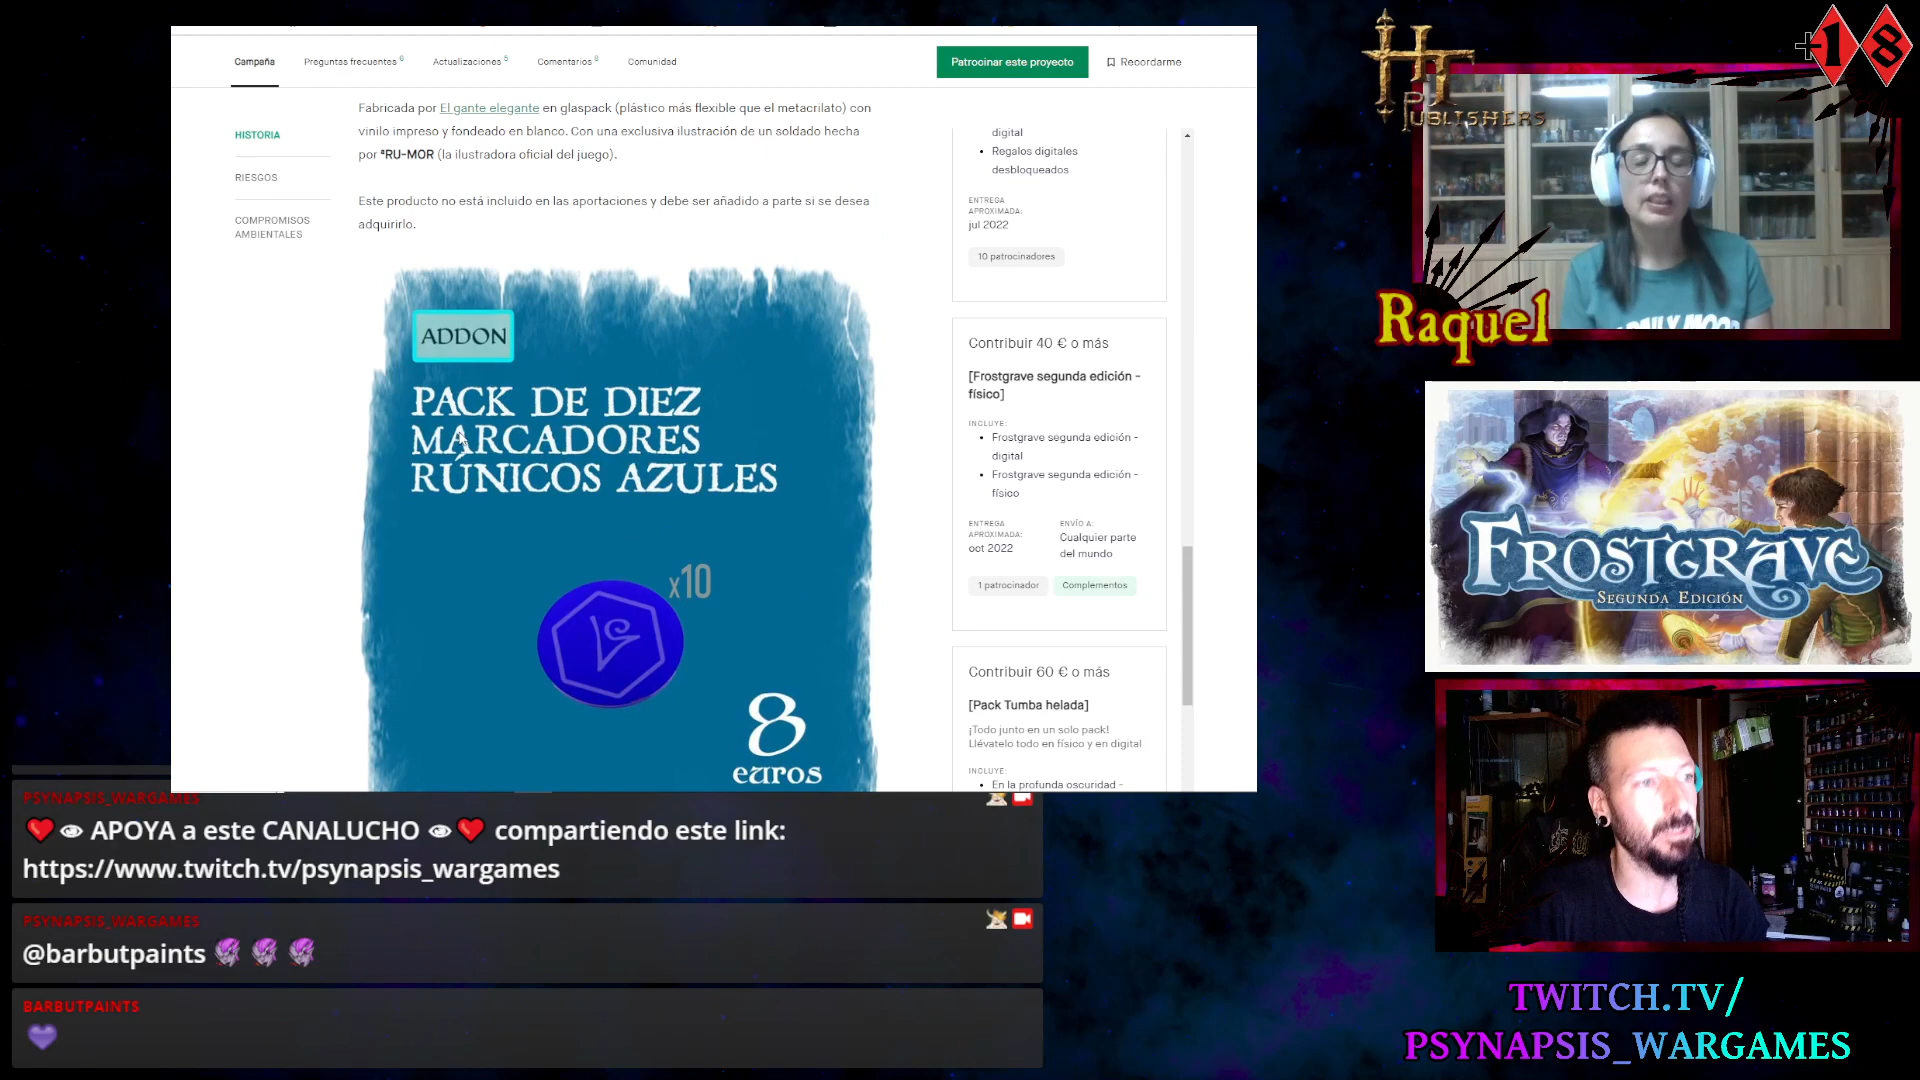 Campaña
Preguntas frecuentes 6
Actualizaciones 5
Comentarios 8
Comunidad
Patrocinar este proyecto
Recordarme
HISTORIA
RIESGOS
COMPROMISOS
AMBIENTALES
Fabricada por El gante elegante en glaspack (plástico más flexible que el metacrilato) con
vinilo impreso y fondeado en blanco. Con una exclusiva ilustración de un soldado hecha
por ªRU-MOR (la ilustradora oficial del juego).
Este producto no está incluido en las aportaciones y debe ser añadido a parte si se desea
adquirirlo.
ADDON
PACK DE DIEZ
MARCADORES
RÚNICOS AZULES
x10
8
euros
digital
Regalos digitales
desbloqueados
ENTREGA
APROXIMADA:
jul 2022
10 patrocinadores
Contribuir 40 € o más
[Frostgrave segunda edición -
físico]
INCLUYE:
Frostgrave segunda edición -
digital
Frostgrave segunda edición -
físico
ENTREGA
APROXIMADA:
oct 2022
ENVÍO A:
Cualquier parte
del mundo
1 patrocinador
Complementos
Contribuir 60 € o más
[Pack Tumba helada]
¡Todo junto en un solo pack!
Llévatelo todo en físico y en digital
INCLUYE:
En la profunda oscuridad -
HT
PUBLISHERS
+18
Raquel
FROSTGRAVE
SEGUNDA EDICIÓN
PSYNAPSIS_WARGAMES
APOYA a este CANALUCHO compartiendo este link:
https://www.twitch.tv/psynapsis_wargames
PSYNAPSIS_WARGAMES
@barbutpaints
BARBUTPAINTS
TWITCH.TV/
PSYNAPSIS_WARGAMES